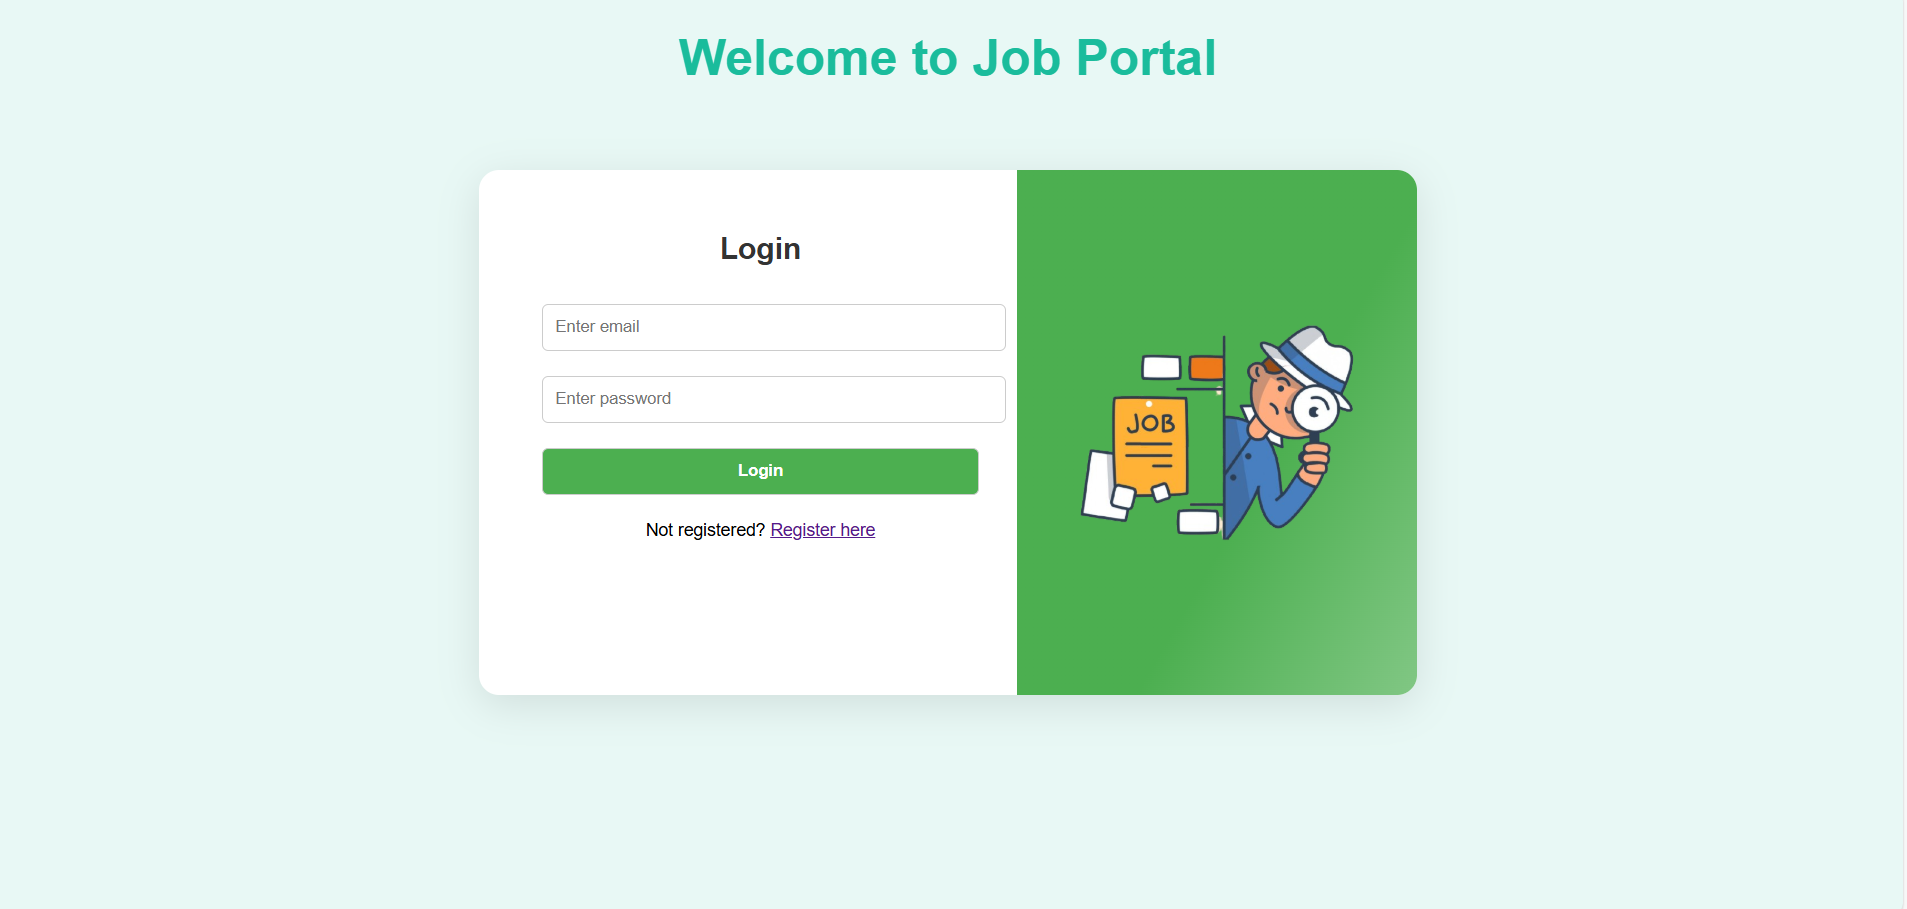 Welcome to Job Portal
Login
Enter email
Enter password
Login
Not registered? Register here
JOB